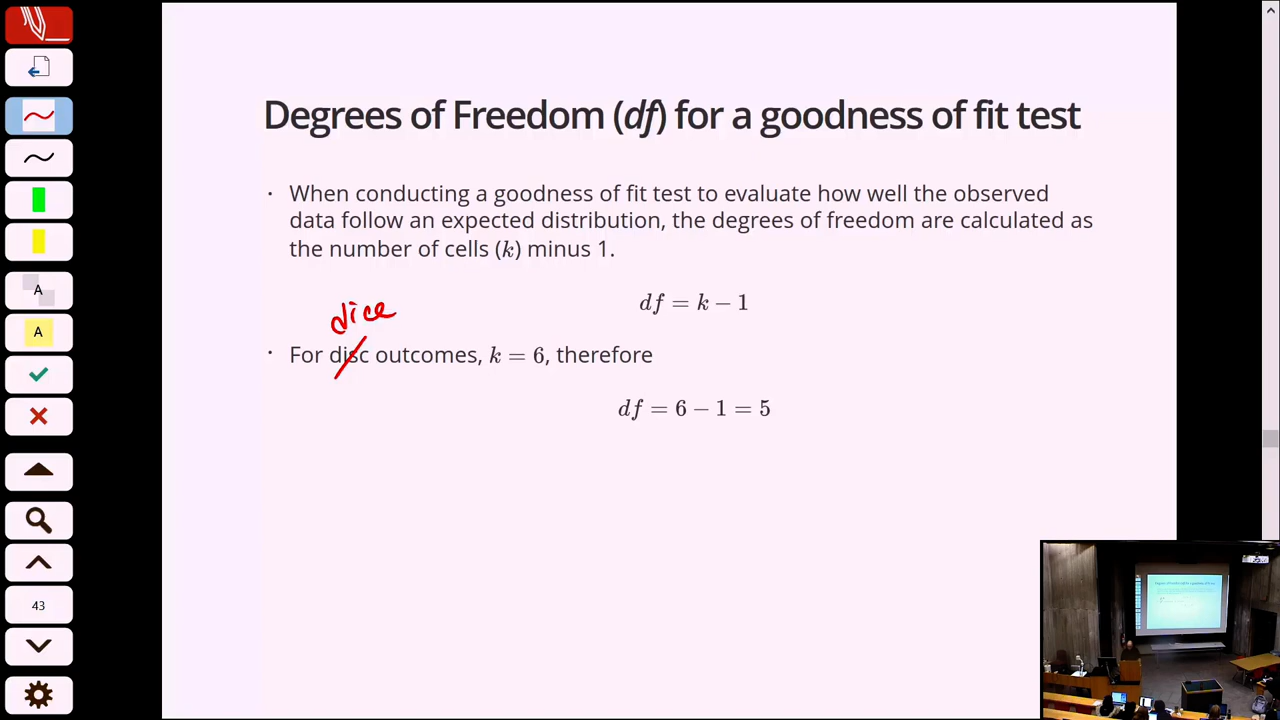 Degrees of Freedom (df) for a goodness of fit test
· When conducting a goodness of fit test to evaluate how well the observed
data follow an expected distribution, the degrees of freedom are calculated as
the number of cells (k) minus 1.
df = k − 1
dice
· For disc outcomes, k = 6, therefore
df = 6 − 1 = 5
A
A
43